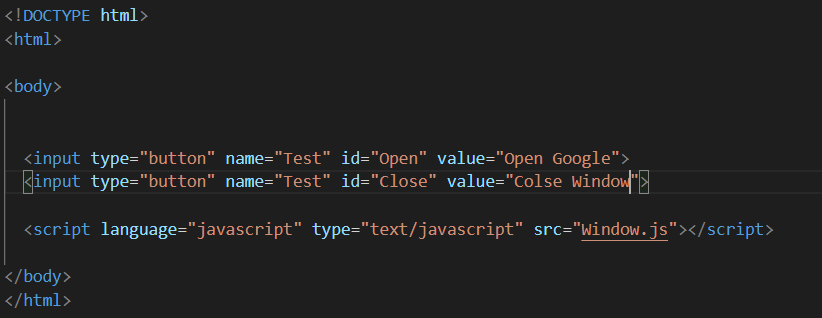 <!DOCTYPE html>
<html>
<body>
<input type="button" name="Test" id="Open" value="Open Google">
<input type="button" name="Test" id="Close" value="Colse Window">
<script language="javascript" type="text/javascript" src="Window.js"></script>
</body>
</html>